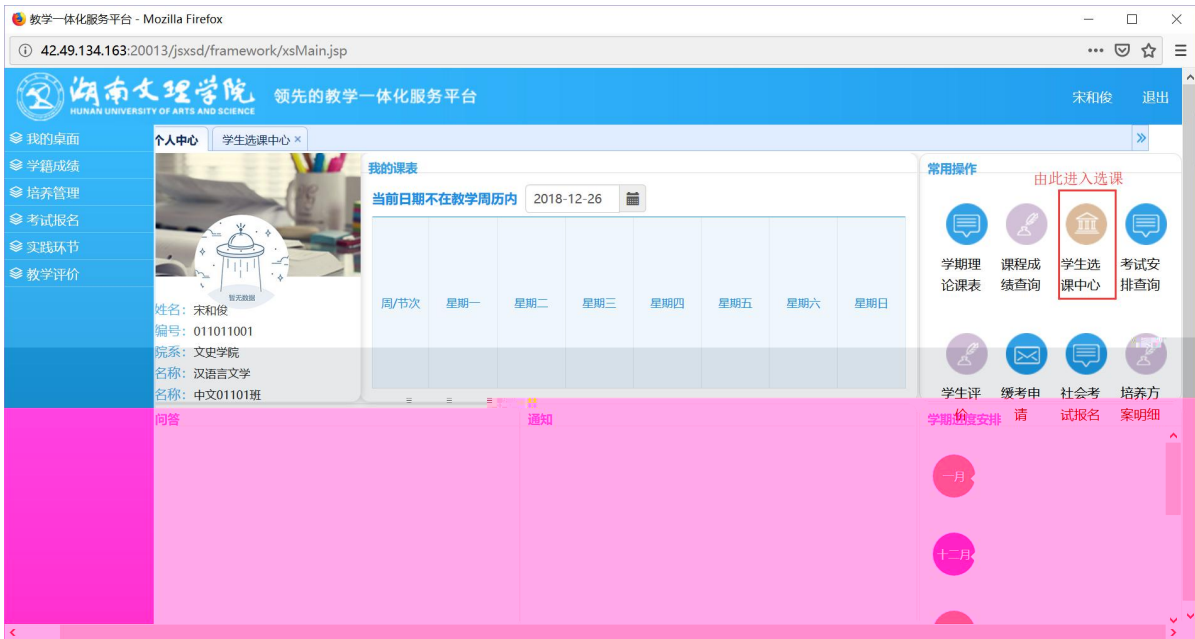 教学一体化服务平台 - Mozilla Firefox
42.49.134.163:20013/jsxsd/framework/xsMain.jsp
湖南文理学院
HUNAN UNIVERSITY OF ARTS AND SCIENCE
领先的教学一体化服务平台
宋和俊 退出
我的桌面
学籍成绩
培养管理
考试报名
实践环节
教学评价
个人中心 学生选课中心 ×
暂无数据
姓名：宋和俊
编号：011011001
院系：文史学院
名称：汉语言文学
名称：中文01101班
我的课表
当前日期不在教学周历内 2018-12-26
周/节次 星期一 星期二 星期三 星期四 星期五 星期六 星期日
常用操作
由此进入选课
学期理论课表
课程成绩查询
学生选课中心
考试安排查询
学生评价
缓考申请
社会考试报名
培养方案明细
问答
通知
学期进度安排
一月
十二月